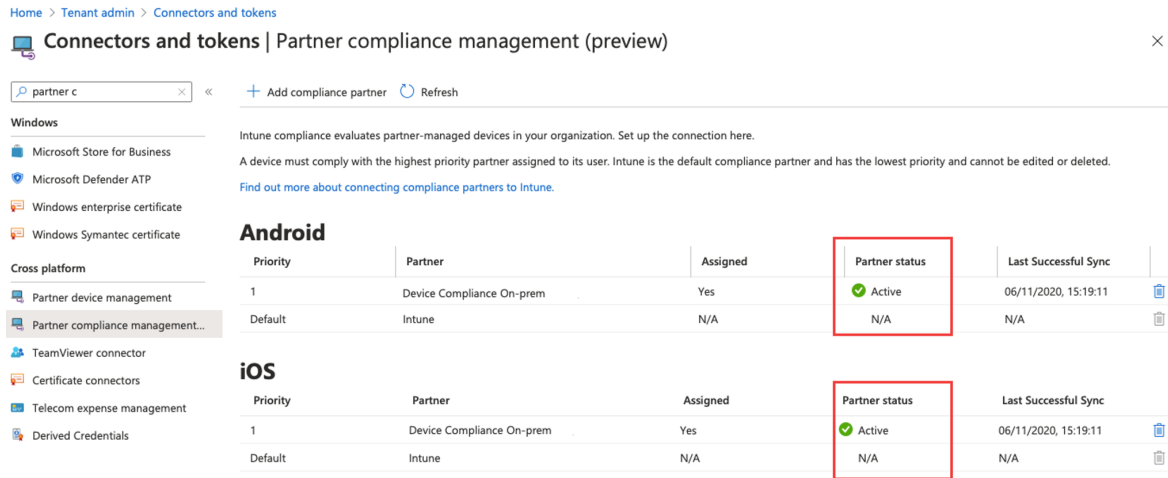 Home > Tenant admin > Connectors and tokens
Connectors and tokens | Partner compliance management (preview)
partner c
Windows
Microsoft Store for Business
Microsoft Defender ATP
Windows enterprise certificate
Windows Symantec certificate
Cross platform
Partner device management
Partner compliance management...
TeamViewer connector
Certificate connectors
Telecom expense management
Derived Credentials
Add compliance partner Refresh
Intune compliance evaluates partner-managed devices in your organization. Set up the connection here.
A device must comply with the highest priority partner assigned to its user. Intune is the default compliance partner and has the lowest priority and cannot be edited or deleted.
Find out more about connecting compliance partners to Intune.
Android
Priority Partner Assigned Partner status Last Successful Sync
1 Device Compliance On-prem Yes Active 06/11/2020, 15:19:11
Default Intune N/A N/A N/A
iOS
Priority Partner Assigned Partner status Last Successful Sync
1 Device Compliance On-prem Yes Active 06/11/2020, 15:19:11
Default Intune N/A N/A N/A